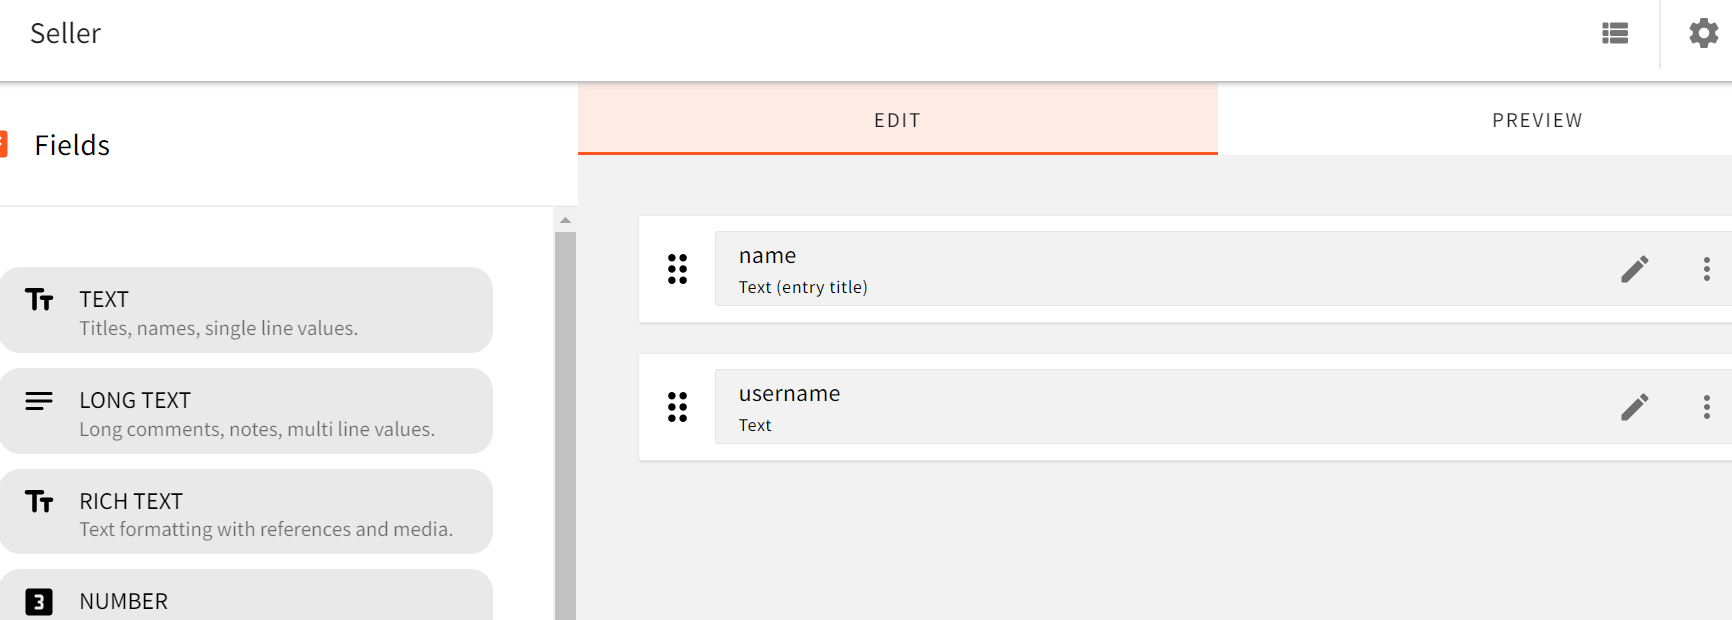 Seller
Fields
EDIT
PREVIEW
TEXT
Titles, names, single line values.
LONG TEXT
Long comments, notes, multi line values.
RICH TEXT
Text formatting with references and media.
3 NUMBER
name
Text (entry title)
username
Text